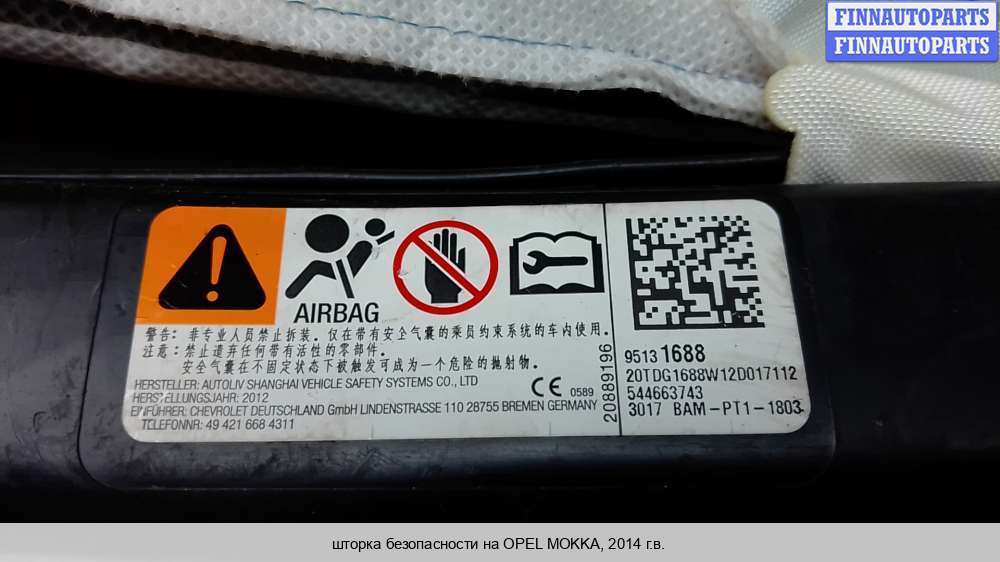 FINNAUTOPARTS
FINNAUTOPARTS
AIRBAG
警告: 非专业人员禁止拆装。仅在带有安全气囊的乘员约束系统的车内使用。
注意: 禁止遗弃任何带有活性的零部件。
安全气囊在不固定状态下被触发可成为一个危险的抛射物。
HERSTELLER: AUTOLIV SHANGHAI VEHICLE SAFETY SYSTEMS CO., LTD
HERSTELLUNGSJAHR: 2012
EINFÜHRER: CHEVROLET DEUTSCHLAND GmbH LINDENSTRASSE 110 28755 BREMEN GERMANY
TELEFONNR: 49 421 668 4311
CE 0589
20889196
9513 1688
20TDG1688W12D017112
544663743
3017 BAM-PT1-1803
шторка безопасности на OPEL MOKKA, 2014 г.в.